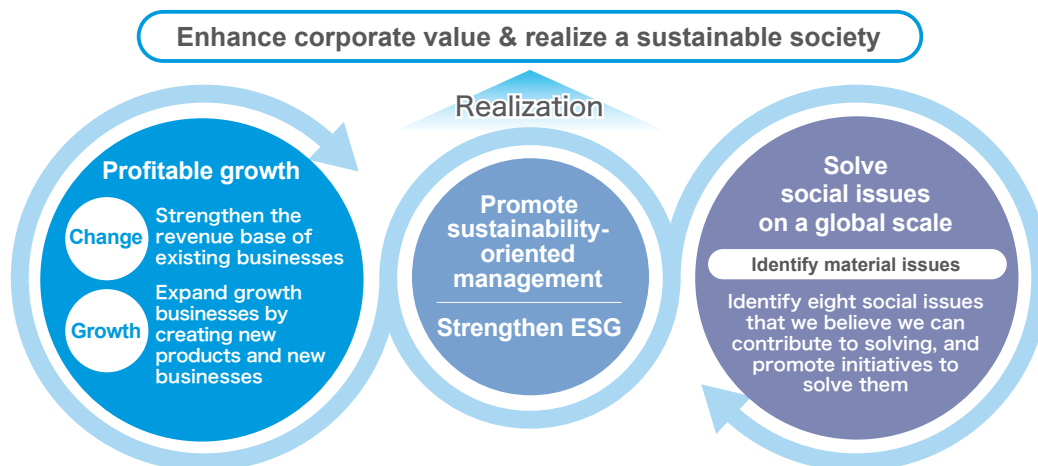 Enhance corporate value & realize a sustainable society
Realization
Profitable growth
Change
Strengthen the
revenue base of
existing businesses
Growth
Expand growth
businesses by
creating new
products and new
businesses
Promote
sustainability-
oriented
management
Strengthen ESG
Solve
social issues
on a global scale
Identify material issues
Identify eight social issues
that we believe we can
contribute to solving, and
promote initiatives to
solve them